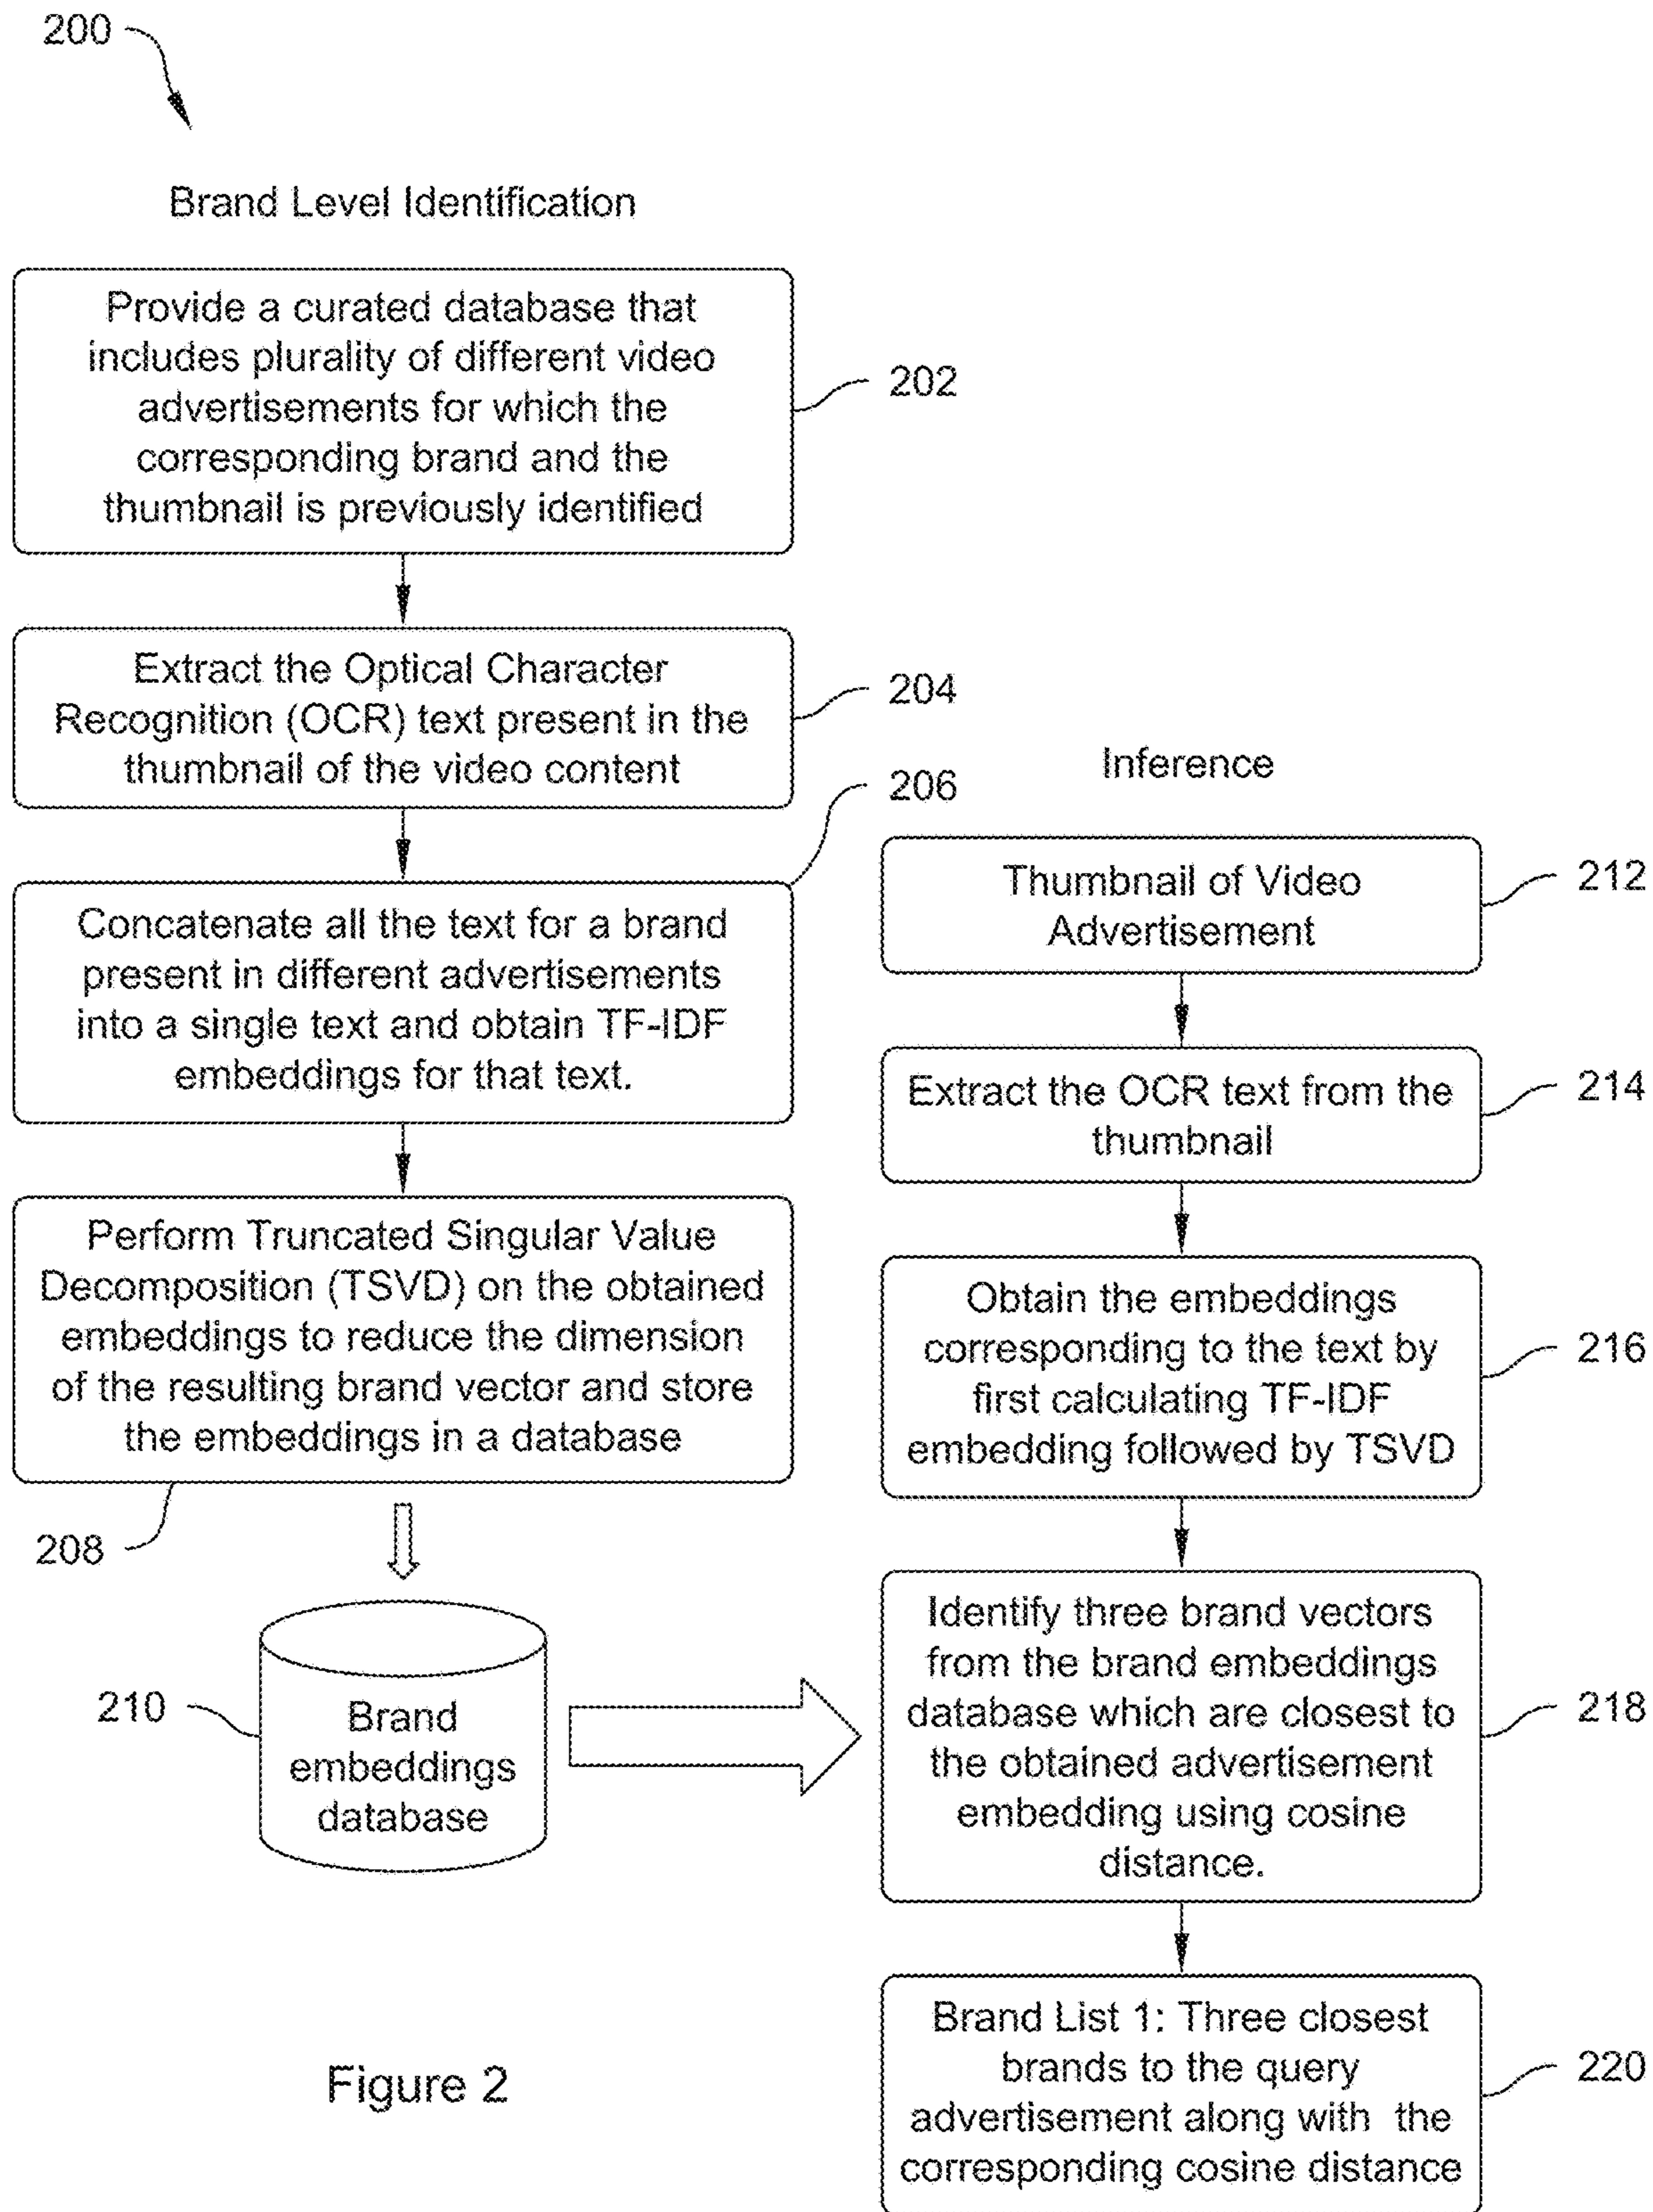 200
Brand Level Identification
Provide a curated database that
includes plurality of different video
advertisements for which the
corresponding brand and the
thumbnail is previously identified
202
Extract the Optical Character
Recognition (OCR) text present in the
thumbnail of the video content
204
206
Concatenate all the text for a brand
present in different advertisements
into a single text and obtain TF-IDF
embeddings for that text.
Perform Truncated Singular Value
Decomposition (TSVD) on the obtained
embeddings to reduce the dimension
of the resulting brand vector and store
the embeddings in a database
208
210
Brand
embeddings
database
Inference
Thumbnail of Video
Advertisement
212
Extract the OCR text from the
thumbnail
214
Obtain the embeddings
corresponding to the text by
first calculating TF-IDF
embedding followed by TSVD
216
Identify three brand vectors
from the brand embeddings
database which are closest to
the obtained advertisement
embedding using cosine
distance.
218
Brand List 1: Three closest
brands to the query
advertisement along with the
corresponding cosine distance
220
Figure 2